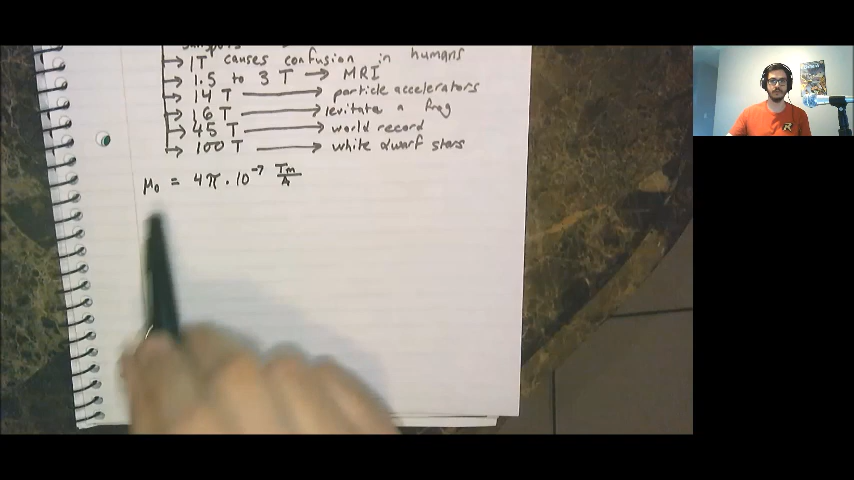 → 1T causes confusion in humans
→ 1.5 to 3 T → MRI
→ 14 T → particle accelerators
→ 16 T → levitate a frog
→ 45 T → world record
→ 100 T → white dwarf stars
μ₀ = 4π · 10⁻⁷ Tm/A